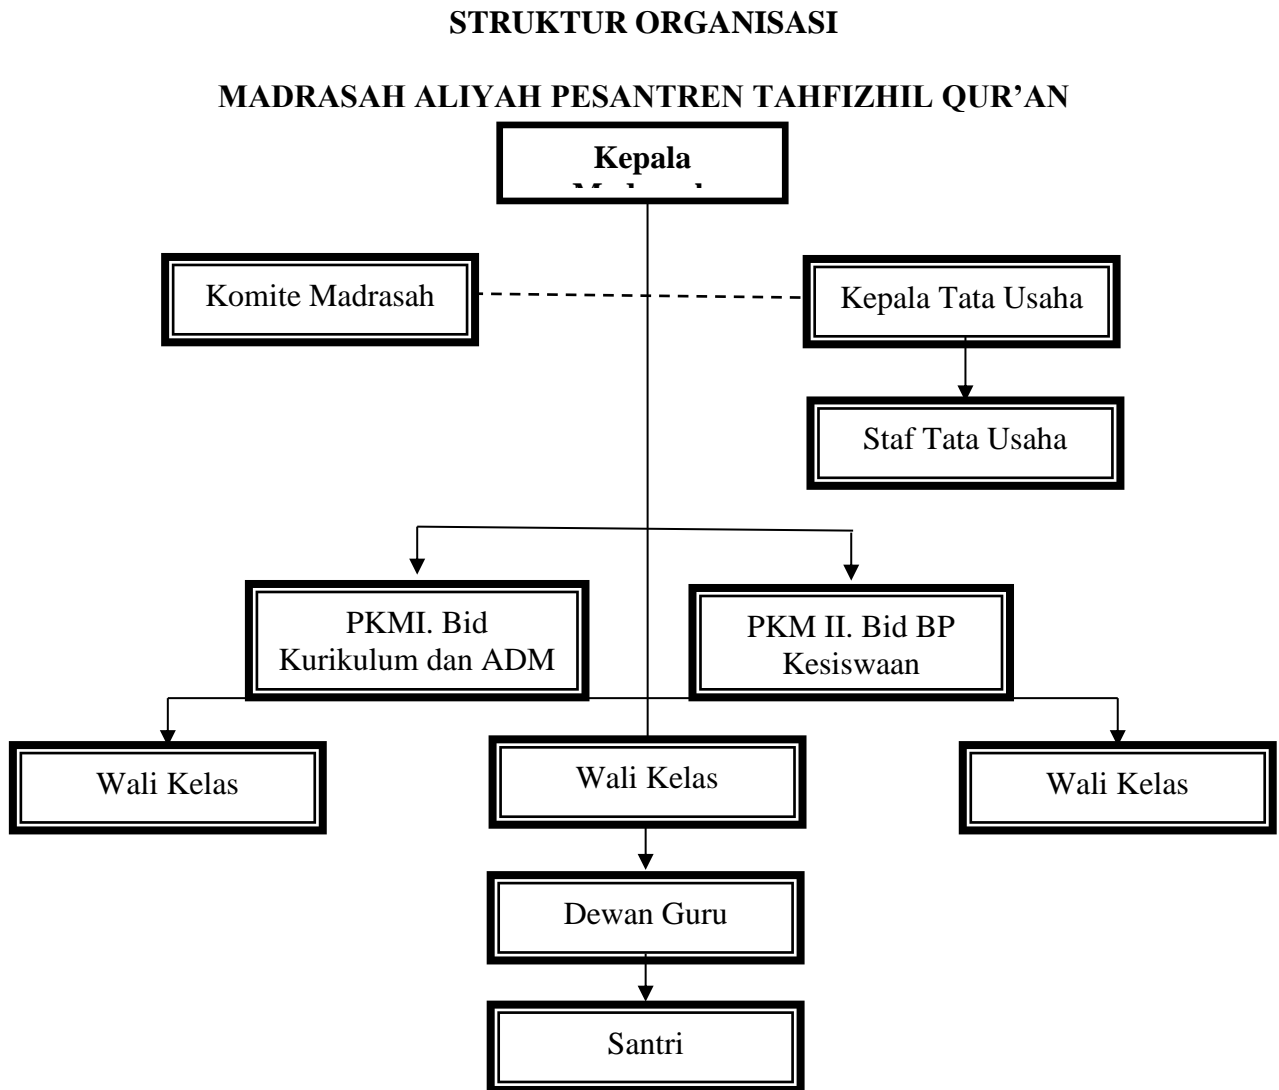 STRUKTUR ORGANISASI
MADRASAH ALIYAH PESANTREN TAHFIZHIL QUR’AN
Kepala
Komite Madrasah
Kepala Tata Usaha
Staf Tata Usaha
PKMI. Bid
Kurikulum dan ADM
PKM II. Bid BP
Kesiswaan
Wali Kelas
Wali Kelas
Wali Kelas
Dewan Guru
Santri